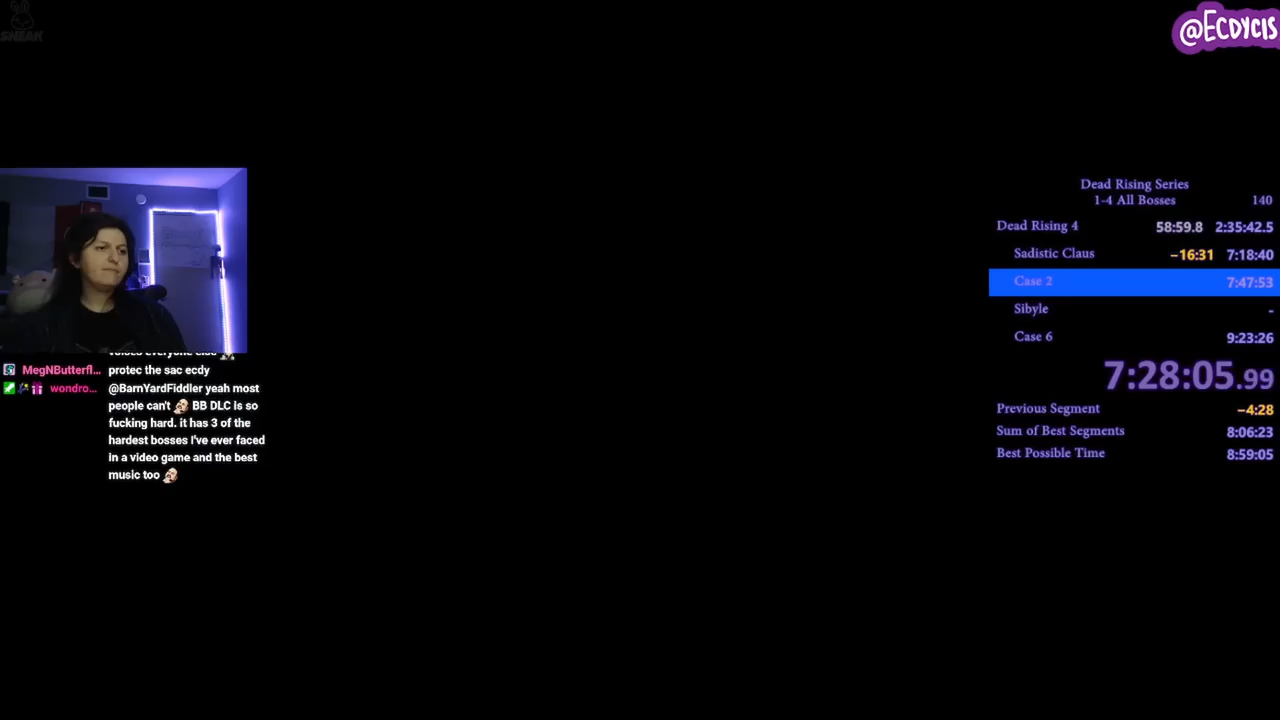 SNEAK
@ECDYCIS
Dead Rising Series
1-4 All Bosses 140
Dead Rising 4 58:59.8 2:35:42.5
Sadistic Claus −16:31 7:18:40
Case 2 7:47:53
Sibyle -
Case 6 9:23:26
7:28:05.99
Previous Segment −4:28
Sum of Best Segments 8:06:23
Best Possible Time 8:59:05
voices everyone else
MegNButterfl... protec the sac ecdy
wondro... @BarnYardFiddler yeah most
people can't BB DLC is so
fucking hard. it has 3 of the
hardest bosses I've ever faced
in a video game and the best
music too